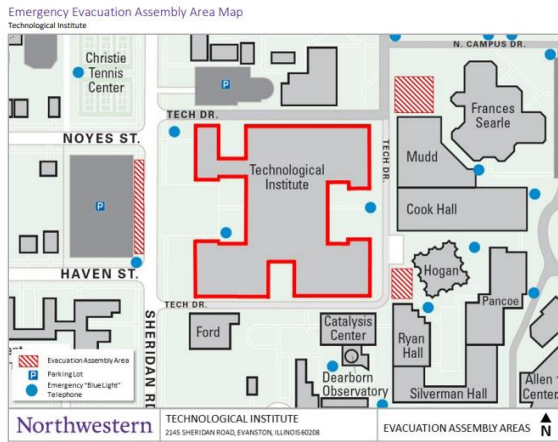 Emergency Evacuation Assembly Area Map
Technological Institute
N. CAMPUS DR.
Christie
Tennis
Center
P
Frances
Searle
TECH DR.
NOYES ST.
Mudd
Technological
Institute
TECH DR.
P
Cook Hall
Hogan
HAVEN ST.
Pancoe
TECH DR.
SHERIDAN RD
Ford
Catalysis
Center
Ryan
Hall
Evacuation Assembly Area
P
Parking Lot
Emergency "Blue Light"
Telephone
Dearborn
Observatory
Silverman Hall
Allen
Center
Northwestern
TECHNOLOGICAL INSTITUTE
2145 SHERIDAN ROAD, EVANSTON, ILLINOIS 60208
EVACUATION ASSEMBLY AREAS
N